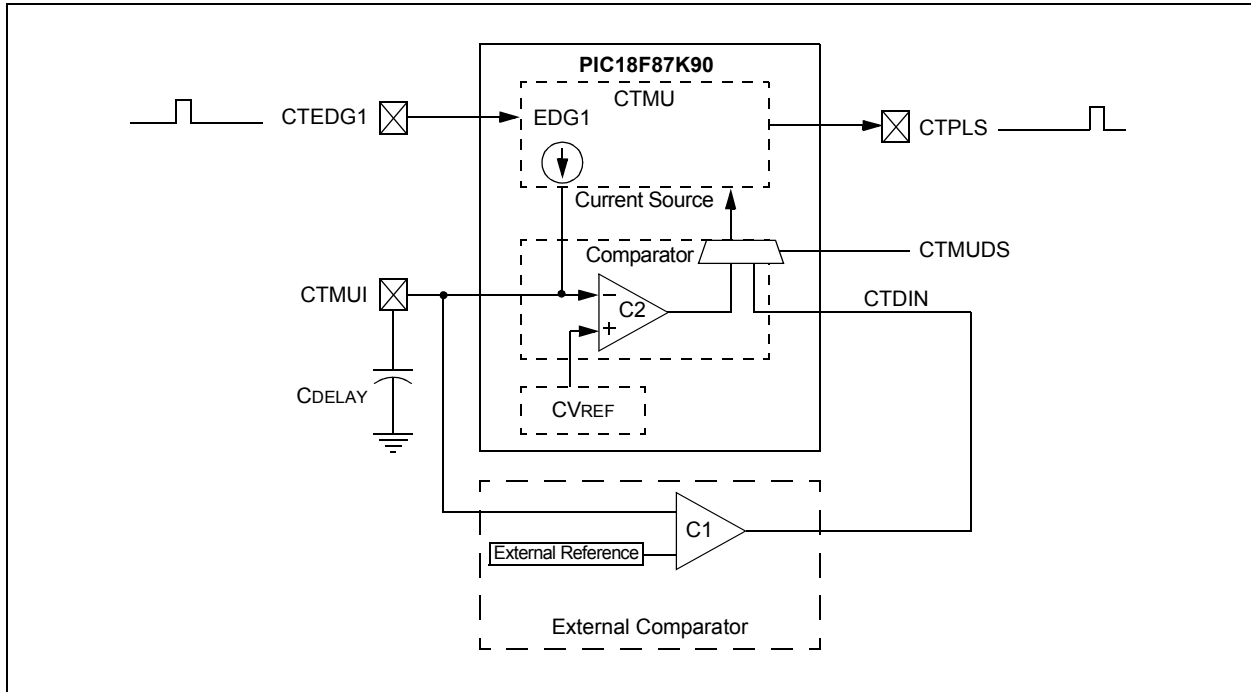 PIC18F87K90
CTMU
CTEDG1
EDG1
CTPLS
Current Source
Comparator
CTMUDS
CTMUI
C2
CTDIN
−
+
CDELAY
CVREF
C1
External Reference
External Comparator